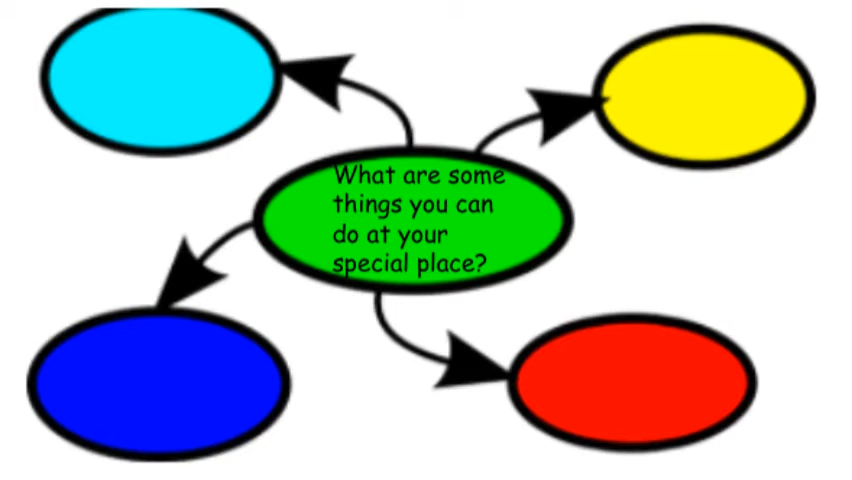 What are some
things you can
do at your
special place?